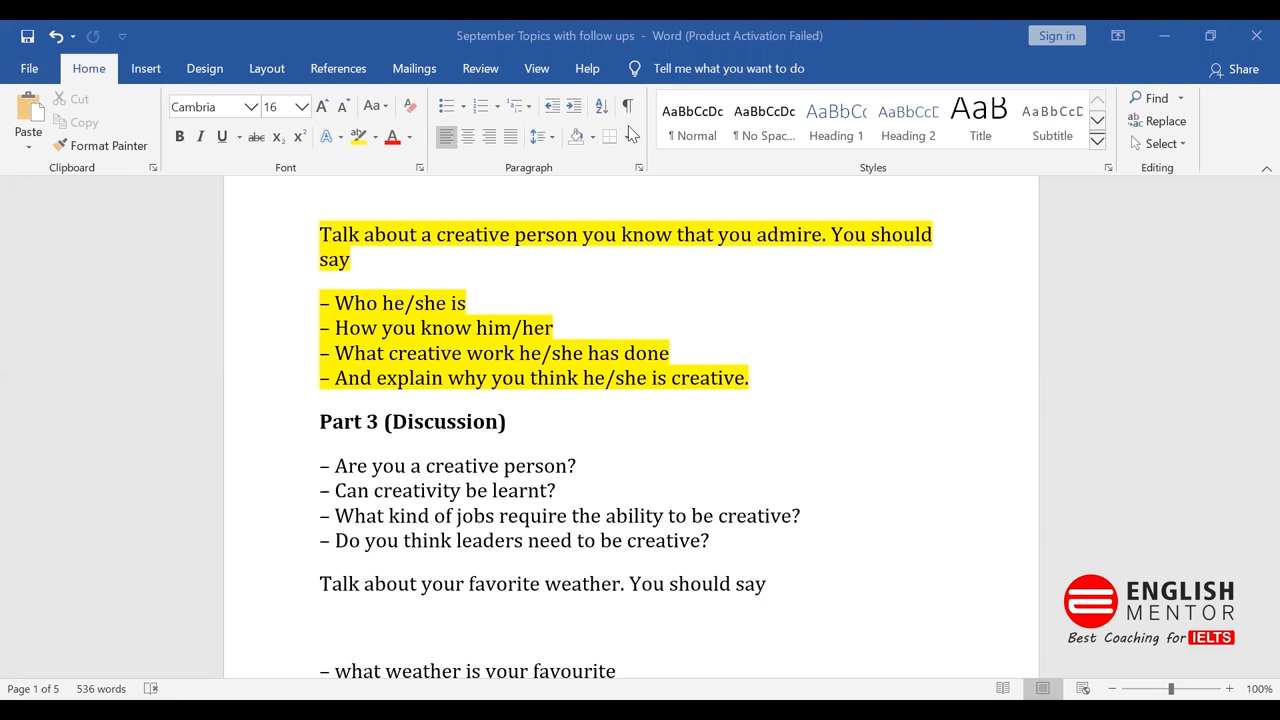 September Topics with follow ups - Word (Product Activation Failed)
Sign in
File Home Insert Design Layout References Mailings Review View Help Tell me what you want to do Share
Paste
Cut
Copy
Format Painter
Clipboard
Cambria 16
Aa
B I U abc x₂ x²
Font
Paragraph
AaBbCcDc AaBbCcDc AaBbCc AaBbCcD AaB AaBbCcD
¶ Normal ¶ No Spac... Heading 1 Heading 2 Title Subtitle
Styles
Find
Replace
Select
Editing
Talk about a creative person you know that you admire. You should
say
– Who he/she is
– How you know him/her
– What creative work he/she has done
– And explain why you think he/she is creative.
Part 3 (Discussion)
– Are you a creative person?
– Can creativity be learnt?
– What kind of jobs require the ability to be creative?
– Do you think leaders need to be creative?
Talk about your favorite weather. You should say
– what weather is your favourite
ENGLISH
MENTOR
Best Coaching for IELTS
Page 1 of 5 536 words
100%